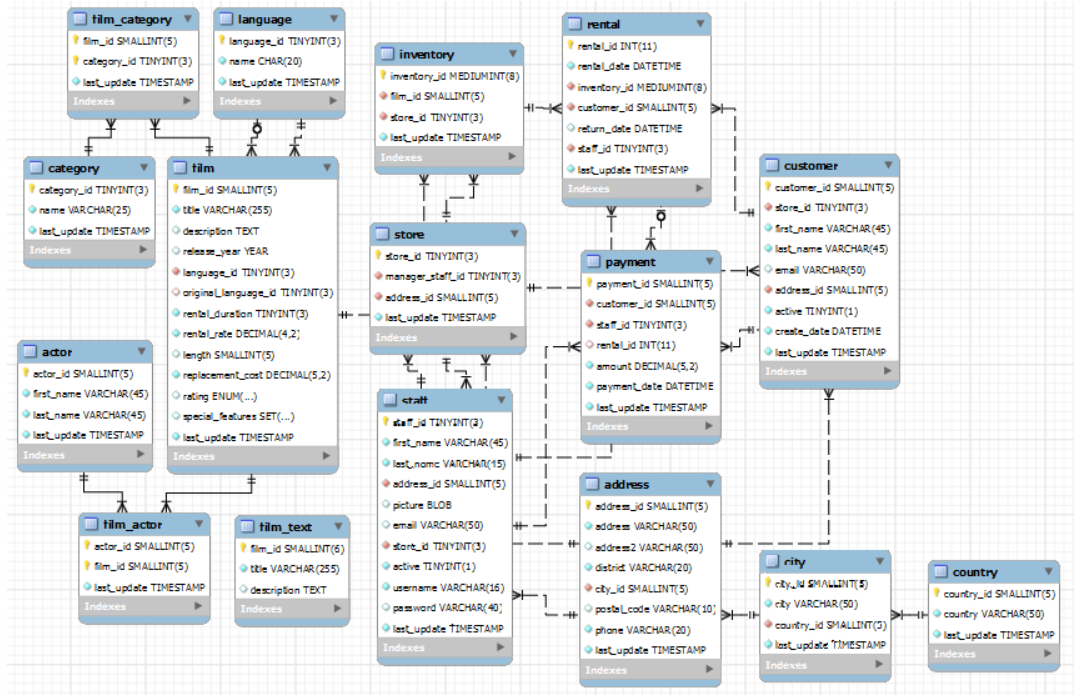 film_category
film_id SMALLINT(5)
category_id TINYINT(3)
last_update TIMESTAMP
Indexes
language
language_id TINYINT(3)
name CHAR(20)
last_update TIMESTAMP
Indexes
inventory
inventory_id MEDIUMINT(8)
film_id SMALLINT(5)
store_id TINYINT(3)
last_update TIMESTAMP
Indexes
rental
rental_id INT(11)
rental_date DATETIME
inventory_id MEDIUMINT(8)
customer_id SMALLINT(5)
return_date DATETIME
staff_id TINYINT(3)
last_update TIMESTAMP
Indexes
category
category_id TINYINT(3)
name VARCHAR(25)
last_update TIMESTAMP
Indexes
film
film_id SMALLINT(5)
title VARCHAR(255)
description TEXT
release_year YEAR
language_id TINYINT(3)
original_language_id TINYINT(3)
rental_duration TINYINT(3)
rental_rate DECIMAL(4,2)
length SMALLINT(5)
replacement_cost DECIMAL(5,2)
rating ENUM(...)
special_features SET(...)
last_update TIMESTAMP
Indexes
store
store_id TINYINT(3)
manager_staff_id TINYINT(3)
address_id SMALLINT(5)
last_update TIMESTAMP
Indexes
customer
customer_id SMALLINT(5)
store_id TINYINT(3)
first_name VARCHAR(45)
last_name VARCHAR(45)
email VARCHAR(50)
address_id SMALLINT(5)
active TINYINT(1)
create_date DATETIME
last_update TIMESTAMP
Indexes
payment
payment_id SMALLINT(5)
customer_id SMALLINT(5)
staff_id TINYINT(3)
rental_id INT(11)
amount DECIMAL(5,2)
payment_date DATETIME
last_update TIMESTAMP
Indexes
actor
actor_id SMALLINT(5)
first_name VARCHAR(45)
last_name VARCHAR(45)
last_update TIMESTAMP
Indexes
staff
staff_id TINYINT(3)
first_name VARCHAR(45)
last_name VARCHAR(45)
address_id SMALLINT(5)
picture BLOB
email VARCHAR(50)
store_id TINYINT(3)
active TINYINT(1)
username VARCHAR(16)
password VARCHAR(40)
last_update TIMESTAMP
Indexes
address
address_id SMALLINT(5)
address VARCHAR(50)
address2 VARCHAR(50)
district VARCHAR(20)
city_id SMALLINT(5)
postal_code VARCHAR(10)
phone VARCHAR(20)
last_update TIMESTAMP
Indexes
film_actor
actor_id SMALLINT(5)
film_id SMALLINT(5)
last_update TIMESTAMP
Indexes
film_text
film_id SMALLINT(6)
title VARCHAR(255)
description TEXT
Indexes
city
city_id SMALLINT(5)
city VARCHAR(50)
country_id SMALLINT(5)
last_update TIMESTAMP
Indexes
country
country_id SMALLINT(5)
country VARCHAR(50)
last_update TIMESTAMP
Indexes